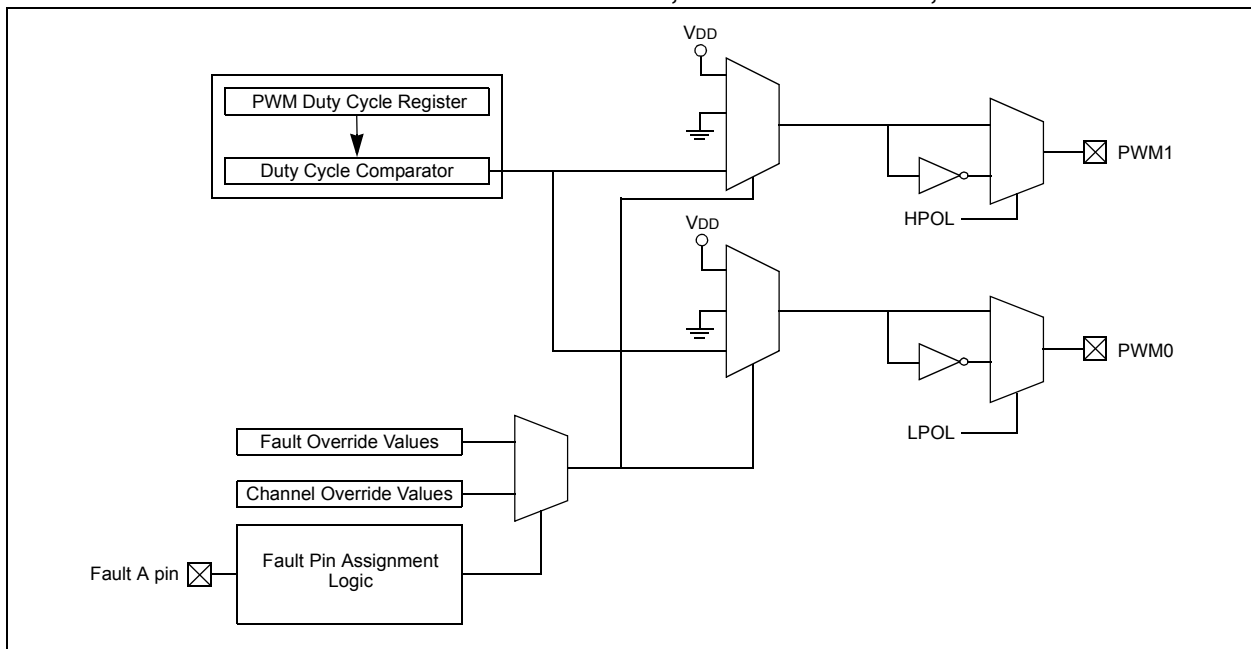 VDD
PWM Duty Cycle Register
Duty Cycle Comparator
PWM1
HPOL
VDD
PWM0
LPOL
Fault Override Values
Channel Override Values
Fault Pin Assignment
Logic
Fault A pin